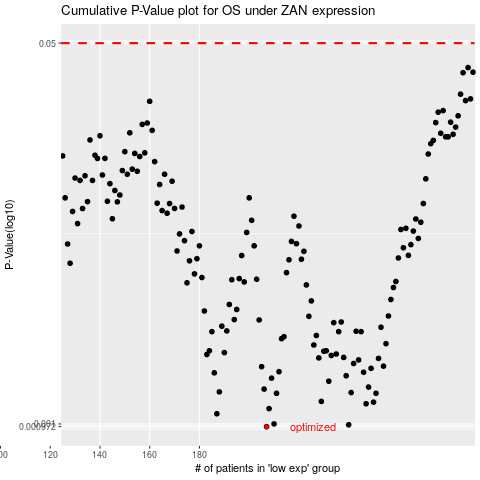 Cumulative P-Value plot for OS under ZAN expression
0.05
P-Value(log10)
optimized
0.001
0.000972
00 120 140 160 180
# of patients in 'low exp' group